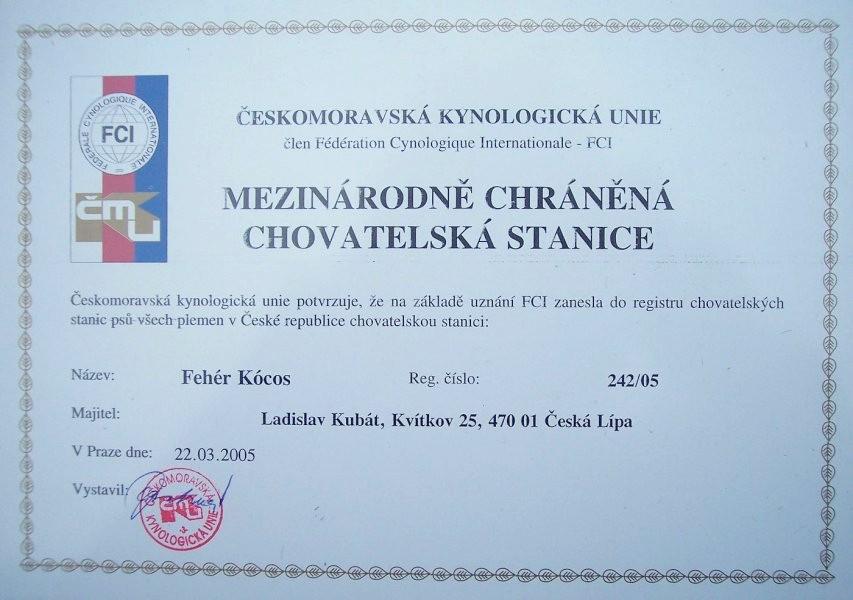 FÉDERALE CYNOLOGIQUE INTERNATIONALE
FCI
ČMKU
ČESKOMORAVSKÁ KYNOLOGICKÁ UNIE
člen Fédération Cynologique Internationale - FCI
MEZINÁRODNĚ CHRÁNĚNÁ
CHOVATELSKÁ STANICE
Českomoravská kynologická unie potvrzuje, že na základě uznání FCI zanesla do registru chovatelských
stanic psů všech plemen v České republice chovatelskou stanici:
Název: Fehér Kócos Reg. číslo: 242/05
Majitel: Ladislav Kubát, Kvítkov 25, 470 01 Česká Lípa
V Praze dne: 22.03.2005
Vystavil:
ČESKOMORAVSKÁ
ČMKU
KYNOLOGICKÁ UNIE